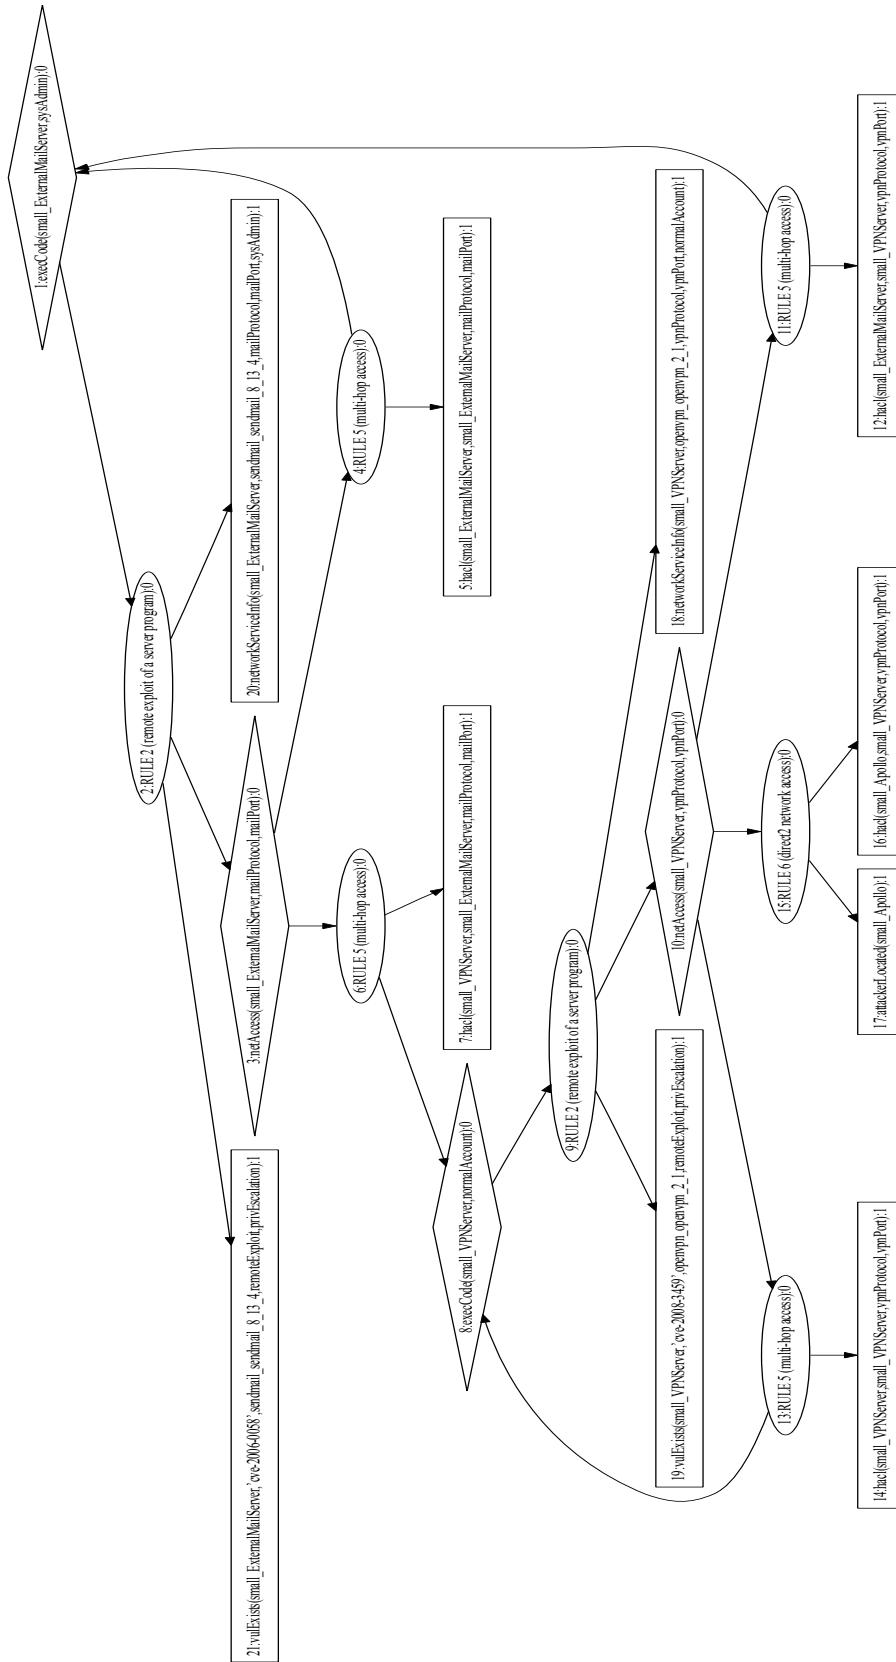 1:execCode(small_ExternalMailServer,sysAdmin):0
2:RULE 2 (remote exploit of a server program):0
21:vulExists(small_ExternalMailServer,'cve-2006-0058',sendmail_sendmail_8_13_4,remoteExploit,privEscalation):1
3:netAccess(small_ExternalMailServer,mailProtocol,mailPort):0
20:networkServiceInfo(small_ExternalMailServer,sendmail_sendmail_8_13_4,mailProtocol,mailPort,sysAdmin):1
6:RULE 5 (multi-hop access):0
4:RULE 5 (multi-hop access):0
8:execCode(small_VPNServer,normalAccount):0
7:hacl(small_VPNServer,small_ExternalMailServer,mailProtocol,mailPort):1
5:hacl(small_ExternalMailServer,small_ExternalMailServer,mailProtocol,mailPort):1
9:RULE 2 (remote exploit of a server program):0
19:vulExists(small_VPNServer,'cve-2008-3459',openvpn_openvpn_2_1,remoteExploit,privEscalation):1
10:netAccess(small_VPNServer,vpnProtocol,vpnPort):0
18:networkServiceInfo(small_VPNServer,openvpn_openvpn_2_1,vpnProtocol,vpnPort,normalAccount):1
13:RULE 5 (multi-hop access):0
15:RULE 6 (direct2 network access):0
11:RULE 5 (multi-hop access):0
14:hacl(small_VPNServer,small_VPNServer,vpnProtocol,vpnPort):1
17:attackerLocated(small_Apollo):1
16:hacl(small_Apollo,small_VPNServer,vpnProtocol,vpnPort):1
12:hacl(small_ExternalMailServer,small_VPNServer,vpnProtocol,vpnPort):1